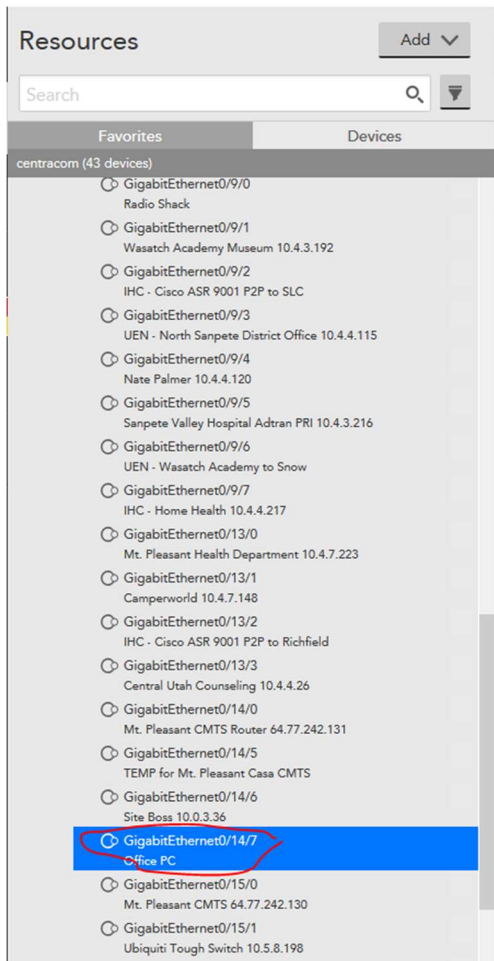 Resources
Add
Search
Favorites Devices
centracom (43 devices)
GigabitEthernet0/9/0
Radio Shack
GigabitEthernet0/9/1
Wasatch Academy Museum 10.4.3.192
GigabitEthernet0/9/2
IHC - Cisco ASR 9001 P2P to SLC
GigabitEthernet0/9/3
UEN - North Sanpete District Office 10.4.4.115
GigabitEthernet0/9/4
Nate Palmer 10.4.4.120
GigabitEthernet0/9/5
Sanpete Valley Hospital Adtran PRI 10.4.3.216
GigabitEthernet0/9/6
UEN - Wasatch Academy to Snow
GigabitEthernet0/9/7
IHC - Home Health 10.4.4.217
GigabitEthernet0/13/0
Mt. Pleasant Health Department 10.4.7.223
GigabitEthernet0/13/1
Camperworld 10.4.7.148
GigabitEthernet0/13/2
IHC - Cisco ASR 9001 P2P to Richfield
GigabitEthernet0/13/3
Central Utah Counseling 10.4.4.26
GigabitEthernet0/14/0
Mt. Pleasant CMTS Router 64.77.242.131
GigabitEthernet0/14/5
TEMP for Mt. Pleasant Casa CMTS
GigabitEthernet0/14/6
Site Boss 10.0.3.36
GigabitEthernet0/14/7
Office PC
GigabitEthernet0/15/0
Mt. Pleasant CMTS 64.77.242.130
GigabitEthernet0/15/1
Ubiquiti Tough Switch 10.5.8.198